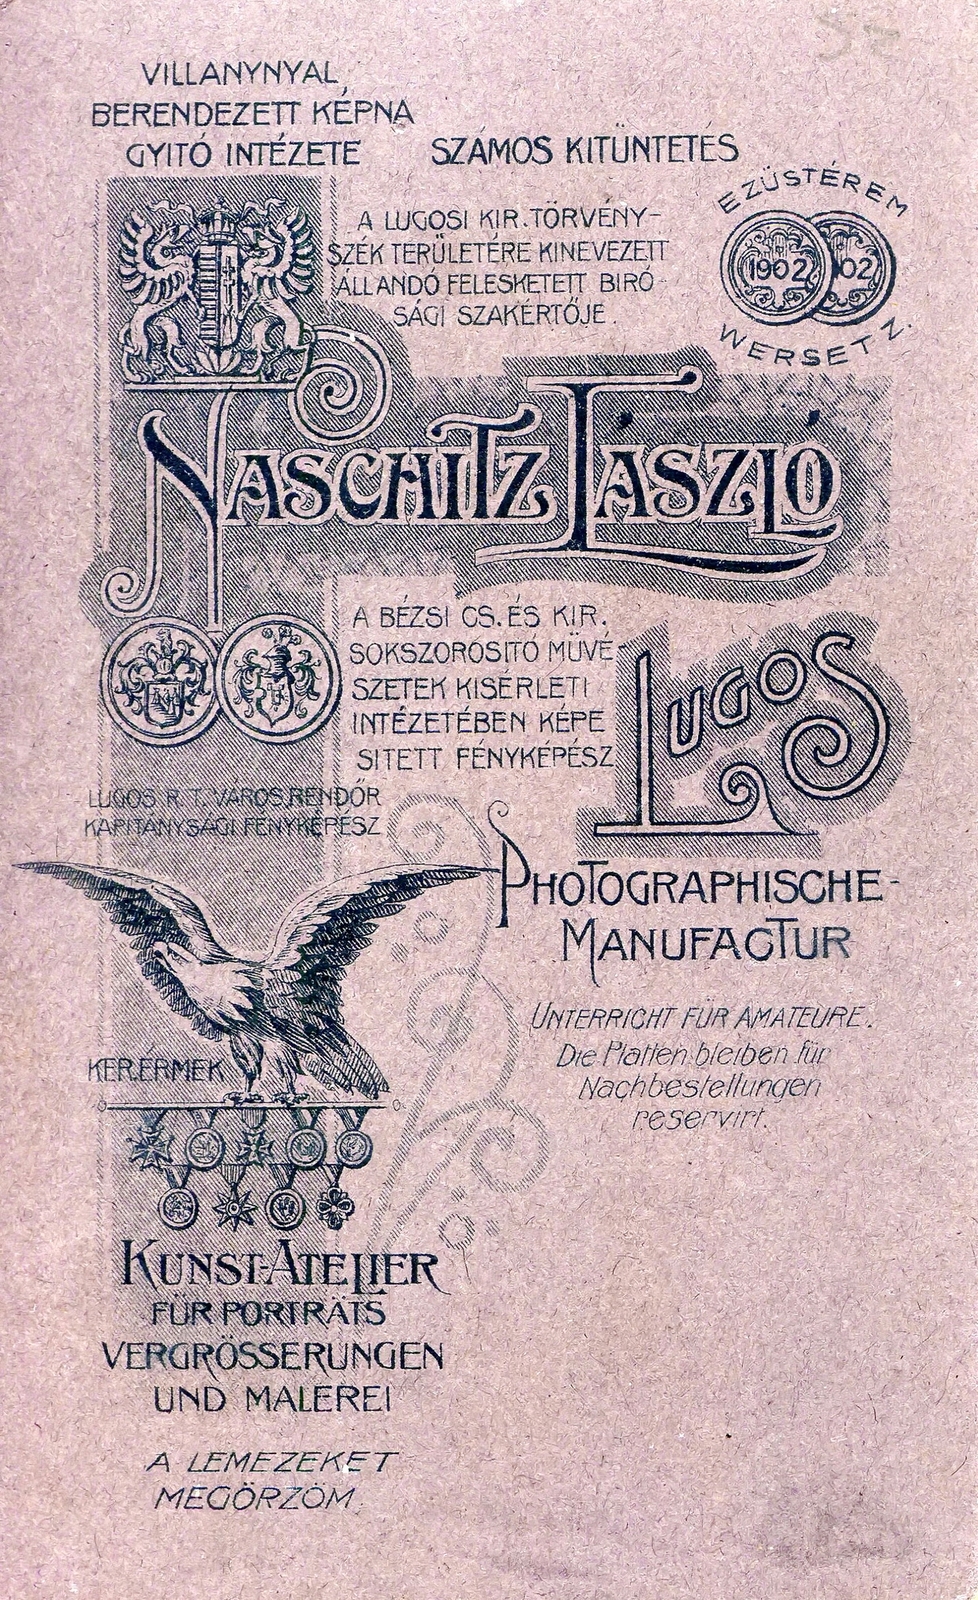 VILLANYNYAL
BERENDEZETT KÉPNA
GYITÓ INTÉZETE
SZÁMOS KITÜNTETÉS
EZÜSTÉREM
1902
02
WERSETZ.
A LUGOSI KIR. TÖRVÉNY-
SZÉK TERÜLETÉRE KINEVEZETT
ÁLLANDÓ FELESKETETT BIRÓ-
SÁGI SZAKÉRTŐJE.
NASCHITZ LÁSZLÓ
A BÉZSI CS. ÉS KIR.
SOKSZOROSITÓ MÜVÉ-
SZETEK KISÉRLETI
INTÉZETÉBEN KÉPE
SITETT FÉNYKÉPÉSZ
LUGOS
LUGOS R. T. VÁROS RENDŐR
KAPITÁNYSÁGI FÉNYKÉPÉSZ
PHOTOGRAPHISCHE-
MANUFACTUR
UNTERRICHT FÜR AMATEURE.
Die Platten bleiben für
Nachbestellungen
reservirt.
KER. ÉRMEK
KUNST-ATELIER
FÜR PORTRÄTS
VERGRÖSSERUNGEN
UND MALEREI
A LEMEZEKET
MEGŐRZÖM.